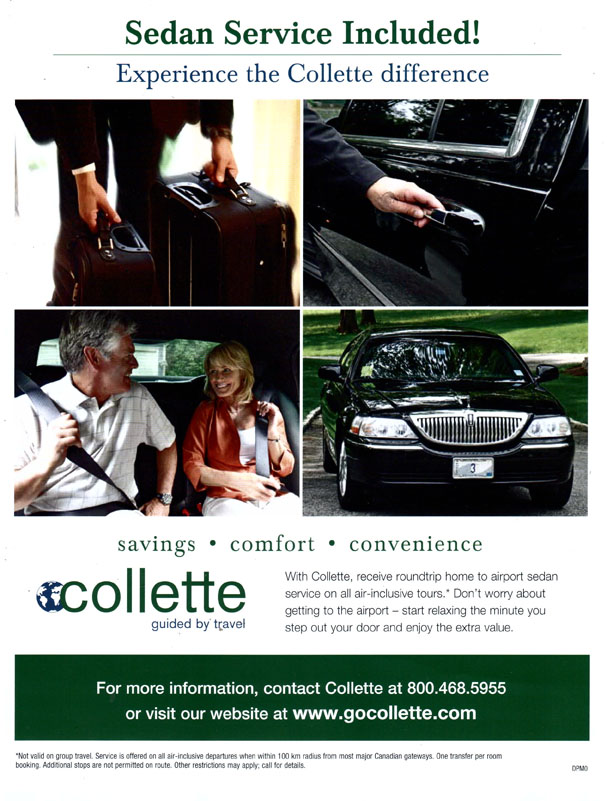 Sedan Service Included!
Experience the Collette difference
3
savings • comfort • convenience
collette
guided by travel
With Collette, receive roundtrip home to airport sedan
service on all air-inclusive tours.* Don't worry about
getting to the airport – start relaxing the minute you
step out your door and enjoy the extra value.
For more information, contact Collette at 800.468.5955
or visit our website at www.gocollette.com
*Not valid on group travel. Service is offered on all air-inclusive departures when within 100 km radius from most major Canadian gateways. One transfer per room
booking. Additional stops are not permitted on route. Other restrictions may apply; call for details.
DPM0